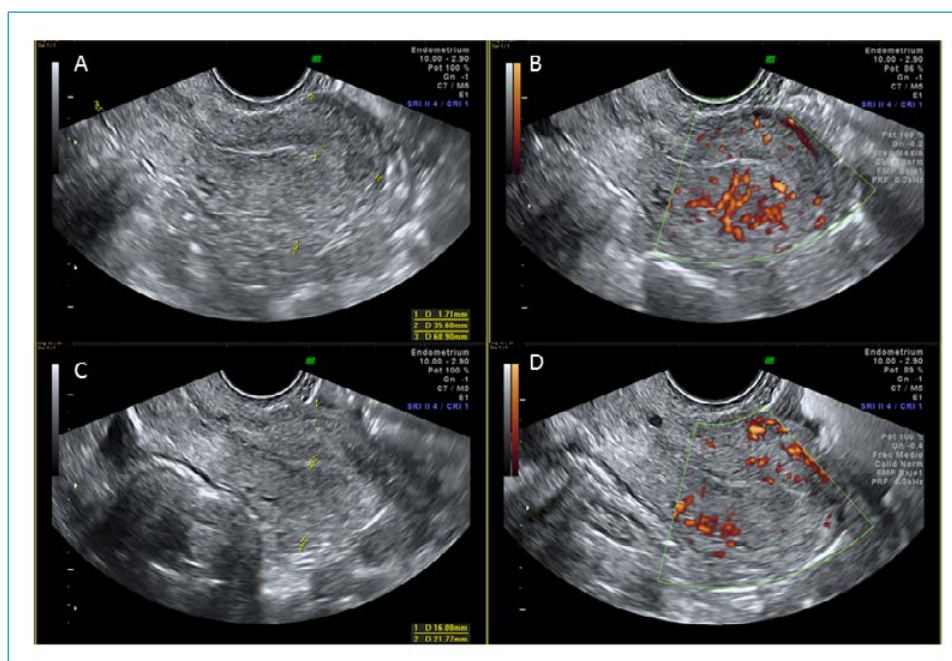 A
Endometrium
10.00 - 2.90
Pot 100 %
Gn -1
C7 / M5
E1
SRI II 4 / CRI 1
1 D 1.71mm
2 D 35.68mm
3 D 68.90mm
B
Endometrium
10.00 - 2.90
Pot 86 %
Gn -1
C7 / M5
E1
SRI II 4 / CRI 1
Pot 100 %
Gn -0.2
Frec Medio
Calid Norm
FMP Bajo1
PRF 0.3kHz
C
Endometrium
10.00 - 2.90
Pot 100 %
Gn -1
C7 / M5
E1
SRI II 4 / CRI 1
1 D 16.08mm
2 D 21.77mm
D
Endometrium
10.00 - 2.90
Pot 89 %
Gn -1
C7 / M5
E1
SRI II 4 / CRI 1
Pot 100 %
Gn -0.4
Frec Medio
Calid Norm
FMP Bajo1